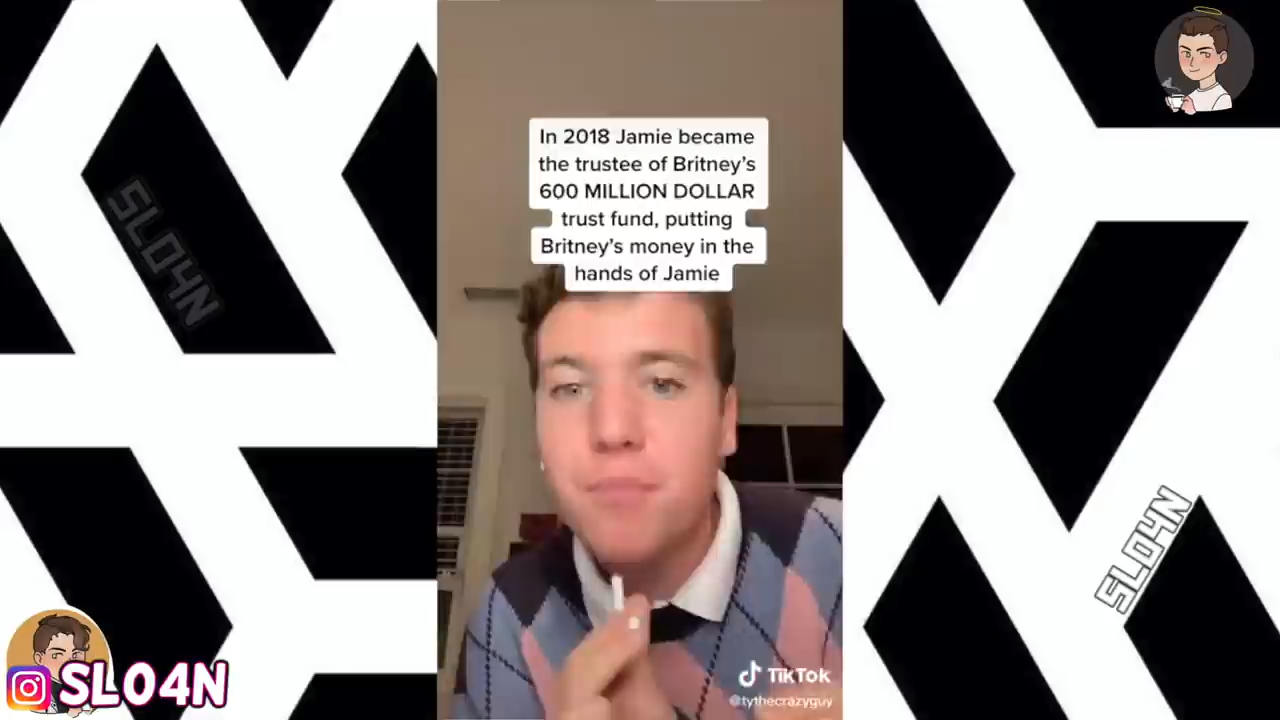 In 2018 Jamie became
the trustee of Britney's
600 MILLION DOLLAR
trust fund, putting
Britney's money in the
hands of Jamie
SLO4N
SLO4N
TikTok
@tythecrazyguy
SLO4N